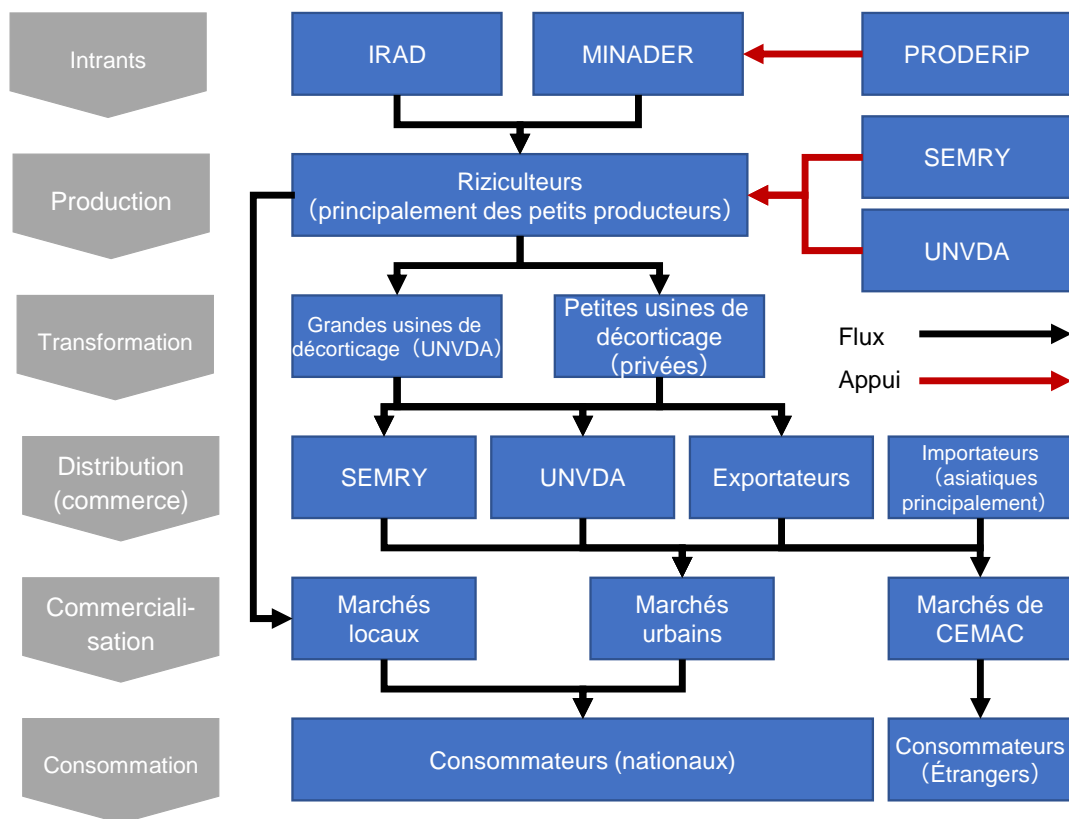 Intrants
IRAD
MINADER
PRODERiP
Production
Riziculteurs
（principalement des petits producteurs）
SEMRY
UNVDA
Transformation
Grandes usines de
décorticage（UNVDA）
Petites usines de
décorticage
（privées）
Flux
Appui
Distribution
(commerce)
SEMRY
UNVDA
Exportateurs
Importateurs
（asiatiques
principalement）
Commerciali-
sation
Marchés
locaux
Marchés
urbains
Marchés de
CEMAC
Consommation
Consommateurs (nationaux)
Consommateurs
（Étrangers）